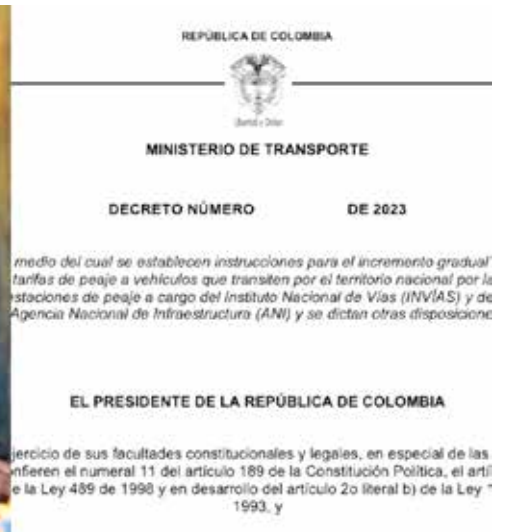 REPÚBLICA DE COLOMBIA
Libertad y Orden
MINISTERIO DE TRANSPORTE
DECRETO NÚMERO DE 2023
medio del cual se establecen instrucciones para el incremento gradual
tarifas de peaje a vehículos que transiten por el territorio nacional por la
estaciones de peaje a cargo del Instituto Nacional de Vías (INVÍAS) y de
Agencia Nacional de Infraestructura (ANI) y se dictan otras disposicione
EL PRESIDENTE DE LA REPÚBLICA DE COLOMBIA
jercicio de sus facultades constitucionales y legales, en especial de las
nfieren el numeral 11 del artículo 189 de la Constitución Política, el artí
e la Ley 489 de 1998 y en desarrollo del artículo 2o literal b) de la Ley
1993, y